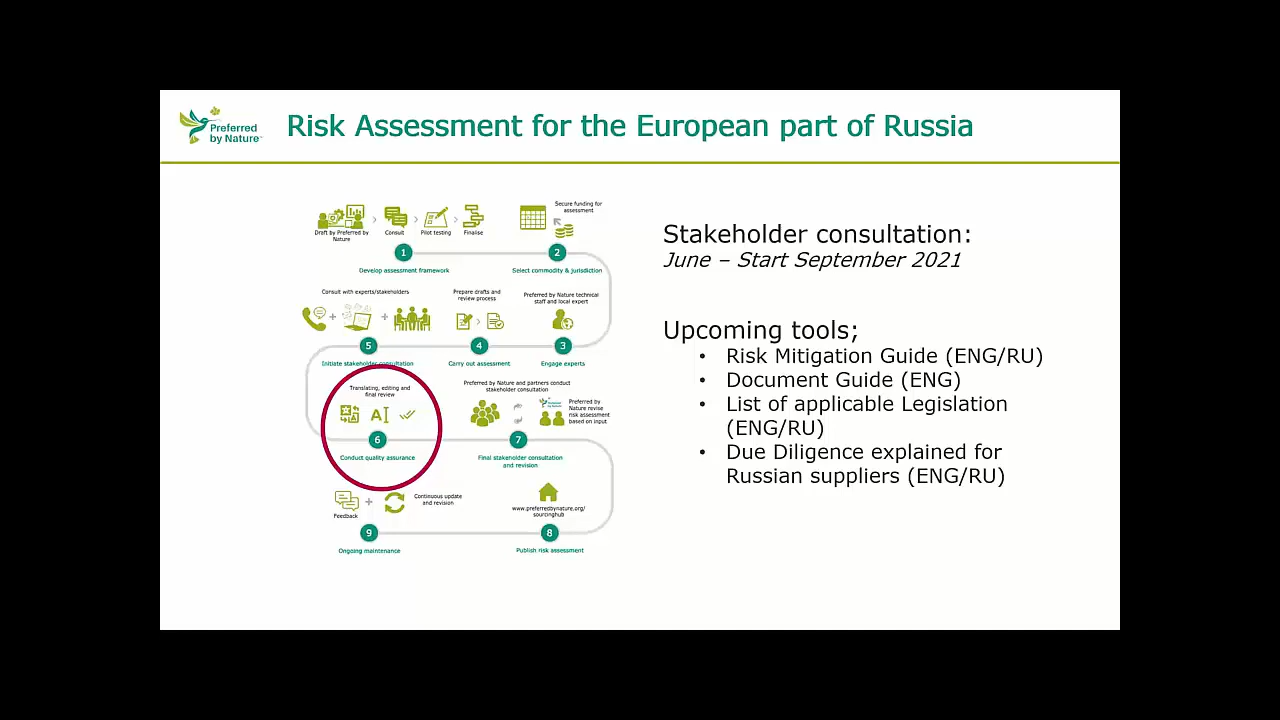 Preferred
by Nature™
Risk Assessment for the European part of Russia
Draft by Preferred by
Nature
Consult
Pilot testing
Finalise
Secure funding for
assessment
1
Develop assessment framework
2
Select commodity & jurisdiction
Consult with experts/stakeholders
Prepare drafts and
review process
Preferred by Nature technical
staff and local expert
5
Initiate stakeholder consultation
4
Carry out assessment
3
Engage experts
Translating, editing and
final review
A
6
Conduct quality assurance
Preferred by Nature and partners conduct
stakeholder consultation
Preferred by
Nature revise
risk assessment
based on input
7
Final stakeholder consultation
and revision
Feedback
Continuous update
and revision
www.preferredbynature.org/
sourcinghub
9
Ongoing maintenance
8
Publish risk assessment
Stakeholder consultation:
June – Start September 2021
Upcoming tools;
• Risk Mitigation Guide (ENG/RU)
• Document Guide (ENG)
• List of applicable Legislation
(ENG/RU)
• Due Diligence explained for
Russian suppliers (ENG/RU)